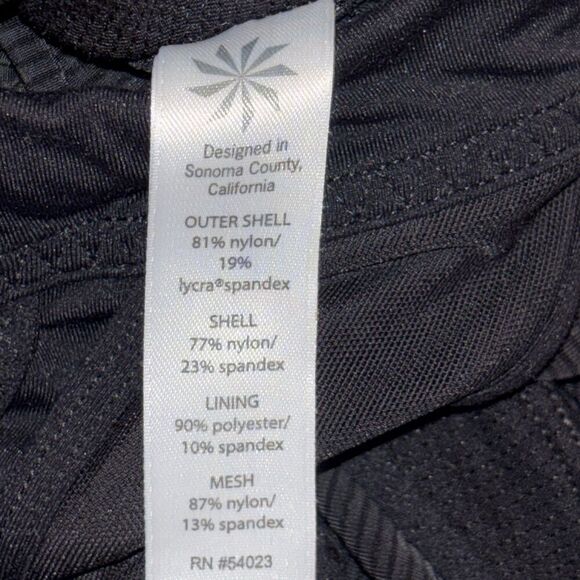 Designed in
Sonoma County,
California
OUTER SHELL
81% nylon/
19%
lycra®spandex
SHELL
77% nylon/
23% spandex
LINING
90% polyester/
10% spandex
MESH
87% nylon/
13% spandex
RN #54023